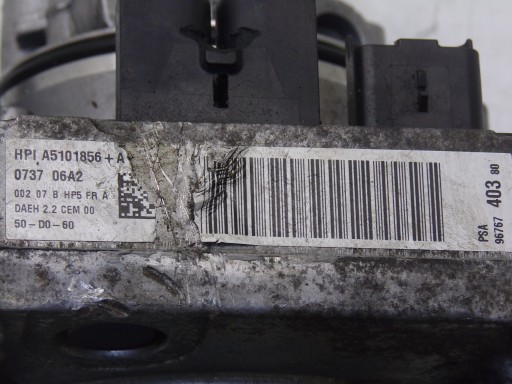 HPI A5101856+A
0737 06A2
002 07 B HP5 FR A
DAEH 2.2 CEM 00
50-D0-60
PSA
96767 403 80